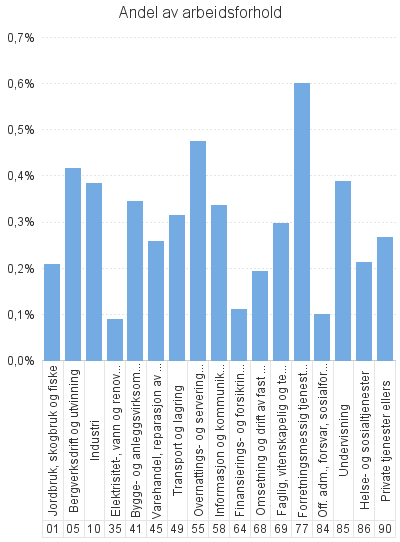 Andel av arbeidsforhold
0,7%
0,6%
0,5%
0,4%
0,3%
0,2%
0,1%
0,0%
Jordbruk, skogbruk og fiske
Bergverksdrift og utvinning
Industri
Elektrisitet-, vann og renov...
Bygge- og anleggsvirksom...
Varehandel, reparasjon av ...
Transport og lagring
Overnattings- og servering...
Informasjon og kommunik...
Finansierings- og forsikrin...
Omsetning og drift av fast ...
Faglig, vitenskapelig og te...
Forretningsmessig tjenest...
Off. adm., forsvar, sosialfor...
Undervisning
Helse- og sosialtjenester
Private tjenester ellers
01 05 10 35 41 45 49 55 58 64 68 69 77 84 85 86 90